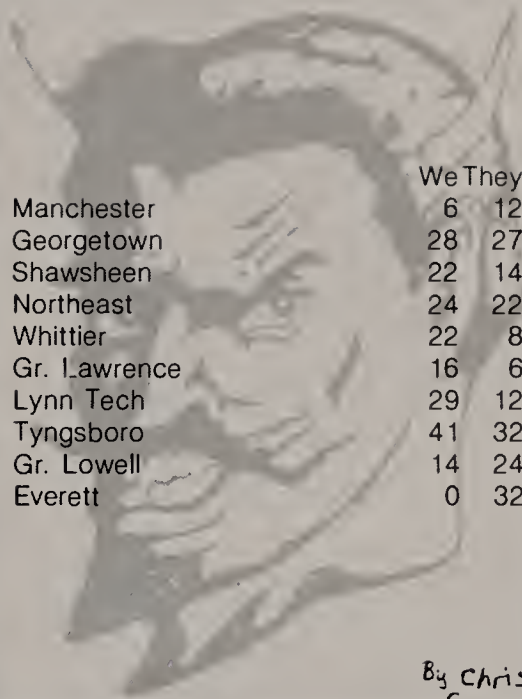 We They
Manchester 6 12
Georgetown 28 27
Shawsheen 22 14
Northeast 24 22
Whittier 22 8
Gr. Lawrence 16 6
Lynn Tech 29 12
Tyngsboro 41 32
Gr. Lowell 14 24
Everett 0 32
By Chris